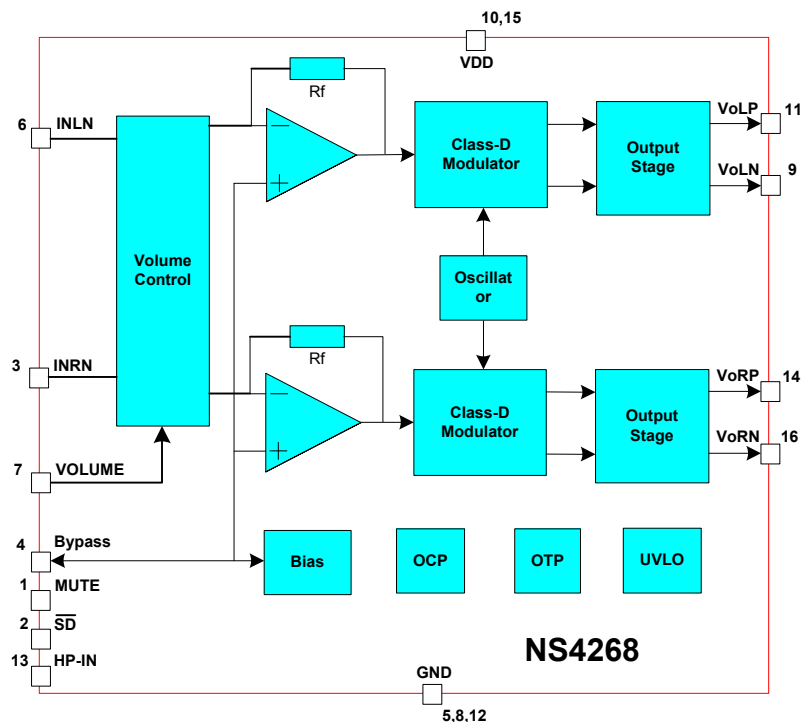 10,15
VDD
Rf
6
INLN
Volume
Control
Class-D
Modulator
Output
Stage
VoLP
11
VoLN
9
Oscillat
or
Rf
3
INRN
Class-D
Modulator
Output
Stage
VoRP
14
VoRN
16
7
VOLUME
4
Bypass
Bias
OCP
OTP
UVLO
1
MUTE
2
SD
13
HP-IN
NS4268
GND
5,8,12